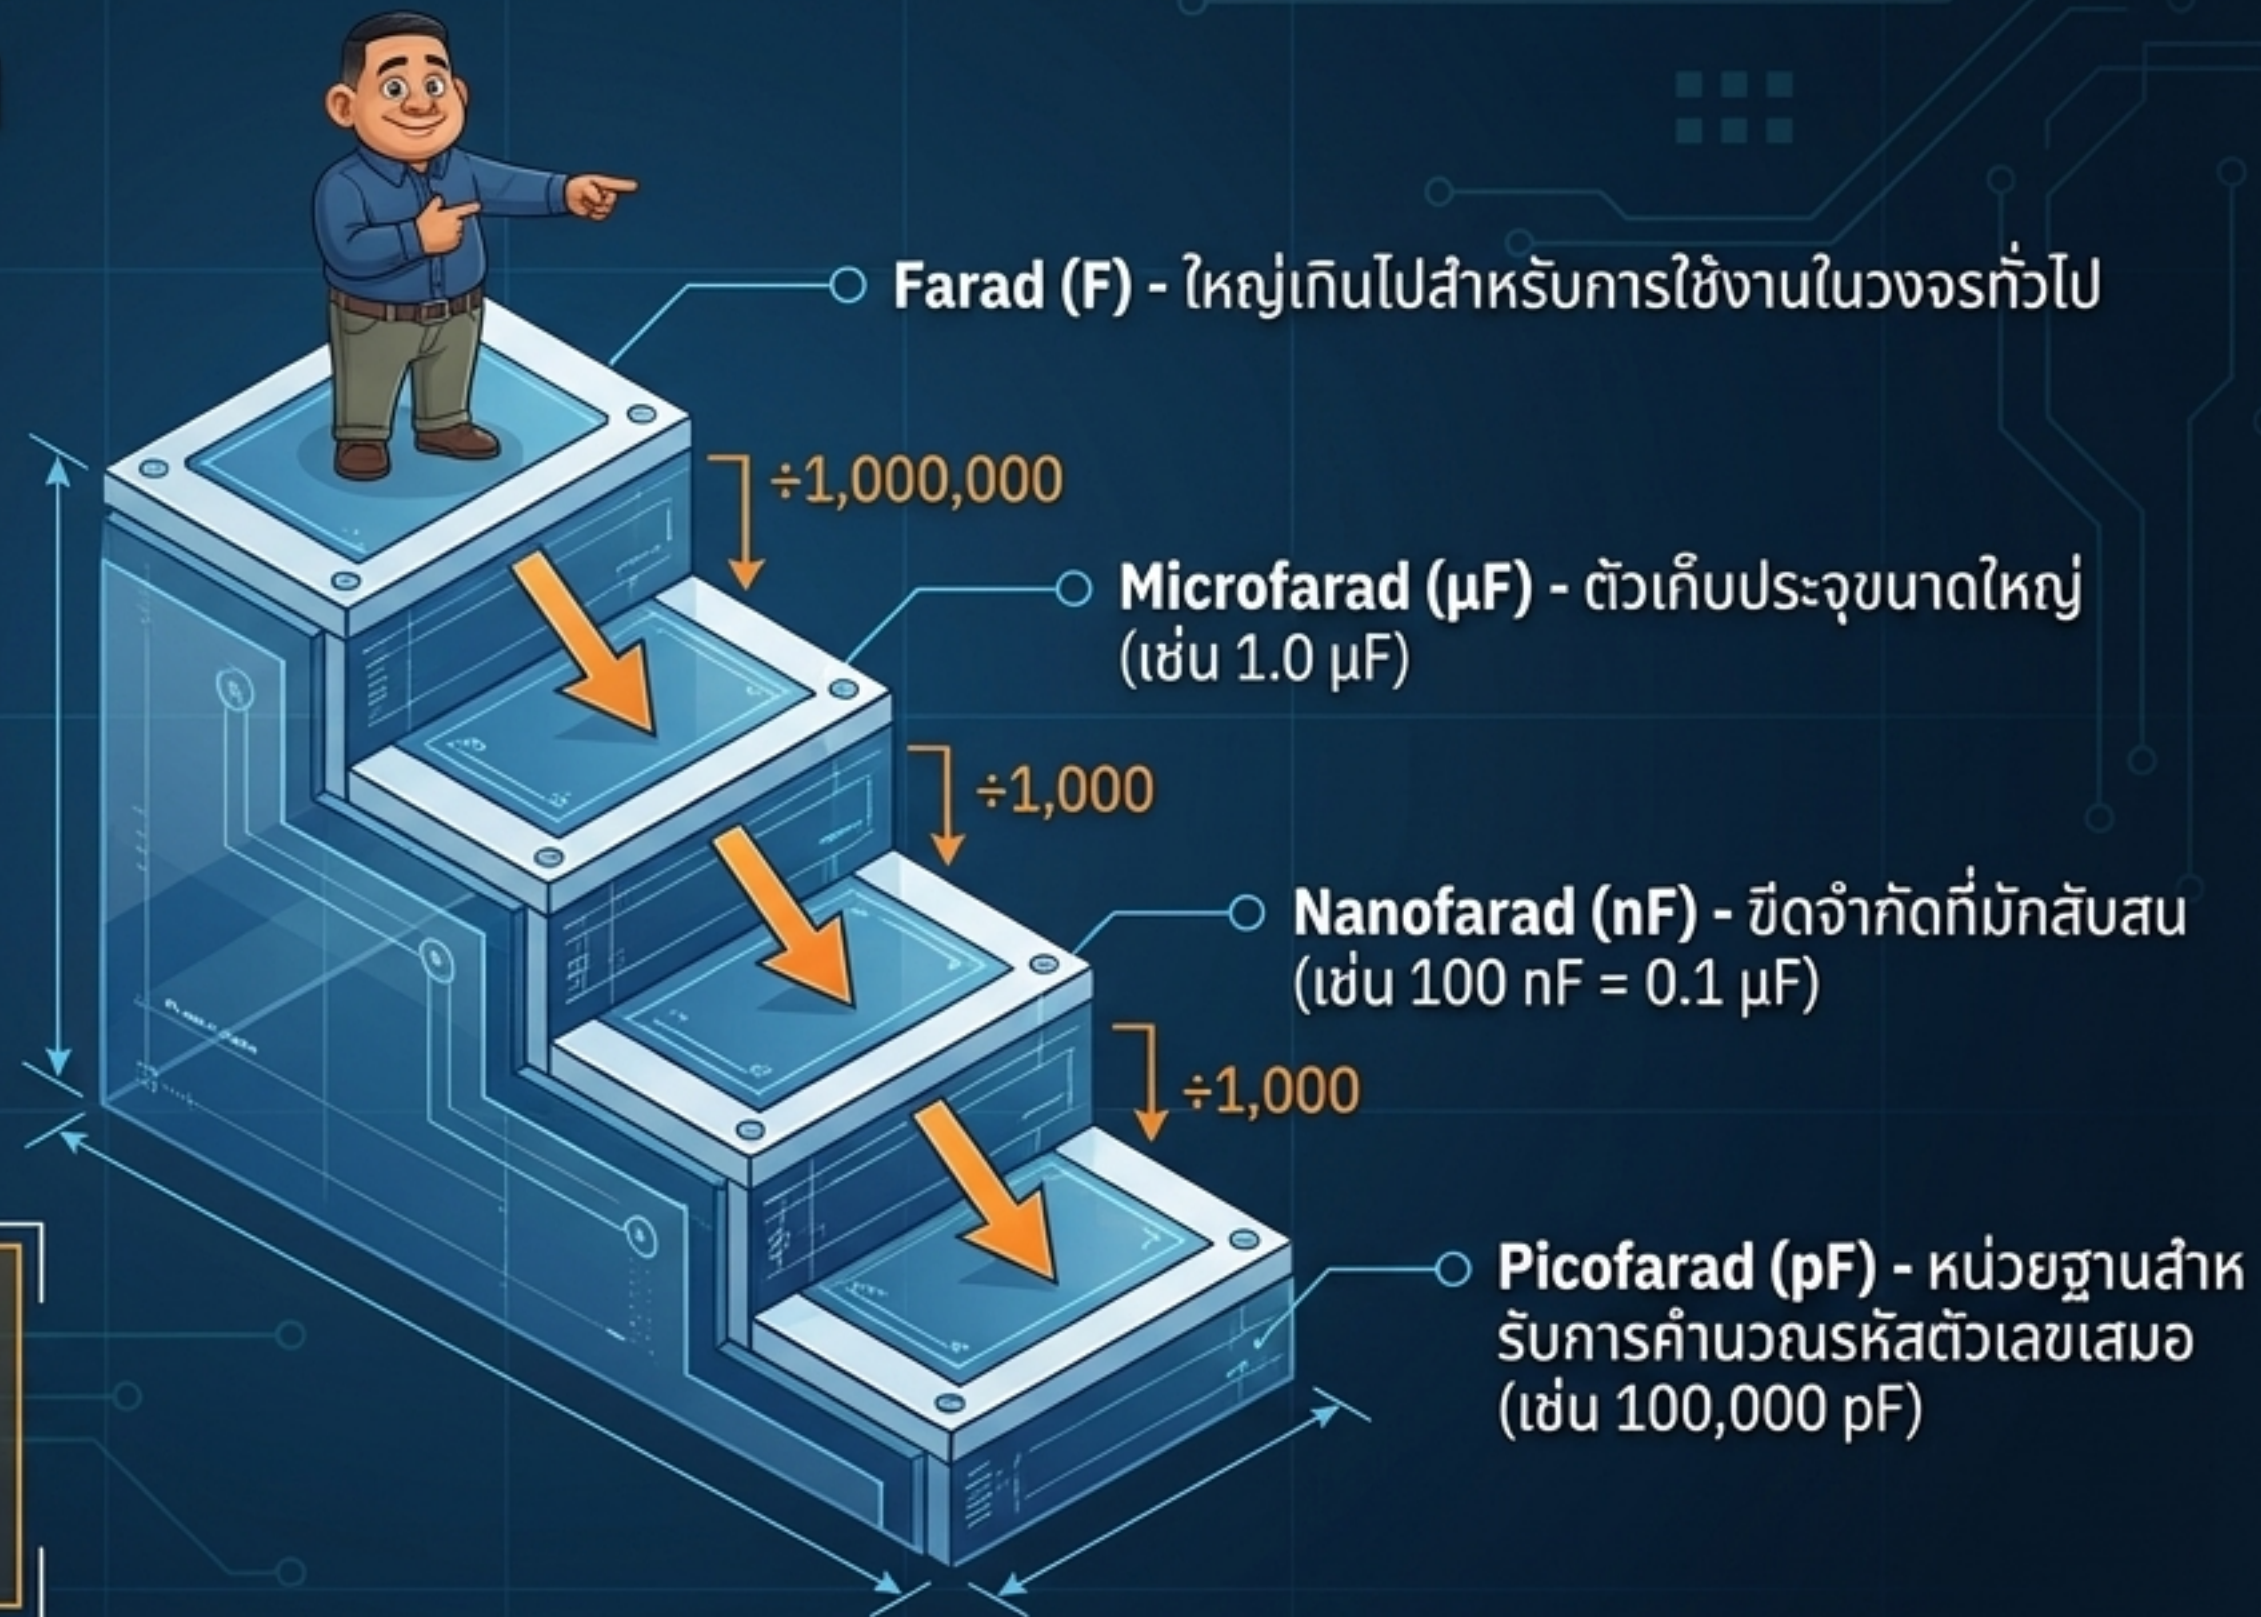 Farad (F) - ใหญ่เกินไปสำหรับการใช้งานในวงจรทั่วไป
÷1,000,000
Microfarad (µF) - ตัวเก็บประจุขนาดใหญ่
(เช่น 1.0 µF)
÷1,000
Nanofarad (nF) - ขีดจำกัดที่มักสับสน
(เช่น 100 nF = 0.1 µF)
÷1,000
Picofarad (pF) - หน่วยฐานสำห
รับการคำนวณรหัสตัวเลขเสมอ
(เช่น 100,000 pF)